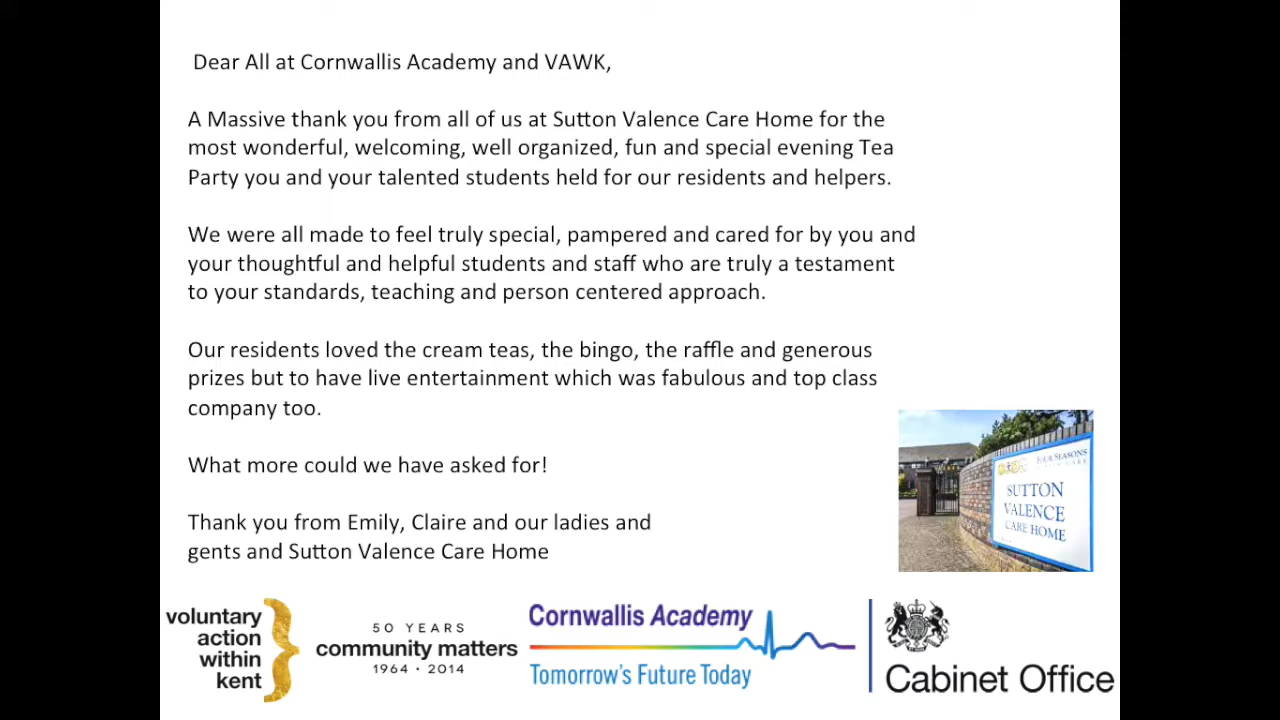 Dear All at Cornwallis Academy and VAWK,
A Massive thank you from all of us at Sutton Valence Care Home for the
most wonderful, welcoming, well organized, fun and special evening Tea
Party you and your talented students held for our residents and helpers.
We were all made to feel truly special, pampered and cared for by you and
your thoughtful and helpful students and staff who are truly a testament
to your standards, teaching and person centered approach.
Our residents loved the cream teas, the bingo, the raffle and generous
prizes but to have live entertainment which was fabulous and top class
company too.
What more could we have asked for!
Thank you from Emily, Claire and our ladies and
gents and Sutton Valence Care Home
FOUR SEASONS
HEALTH CARE
SUTTON
VALENCE
CARE HOME
voluntary
action
within
kent
50 YEARS
community matters
1964 · 2014
Cornwallis Academy
Tomorrow's Future Today
Cabinet Office